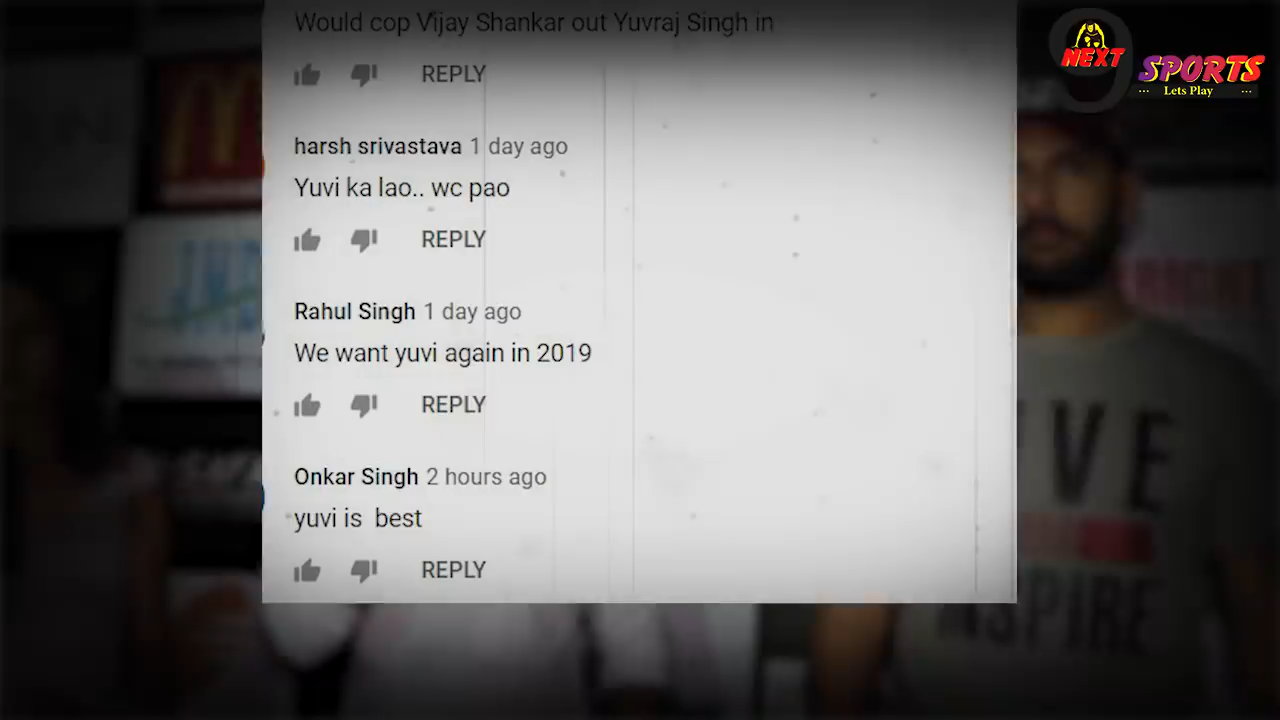 Would cop Vijay Shankar out Yuvraj Singh in
REPLY
harsh srivastava 1 day ago
Yuvi ka lao.. wc pao
REPLY
Rahul Singh 1 day ago
We want yuvi again in 2019
REPLY
Onkar Singh 2 hours ago
yuvi is best
REPLY
NEXT
SPORTS
··· Lets Play ···
IVE
INSPIRE